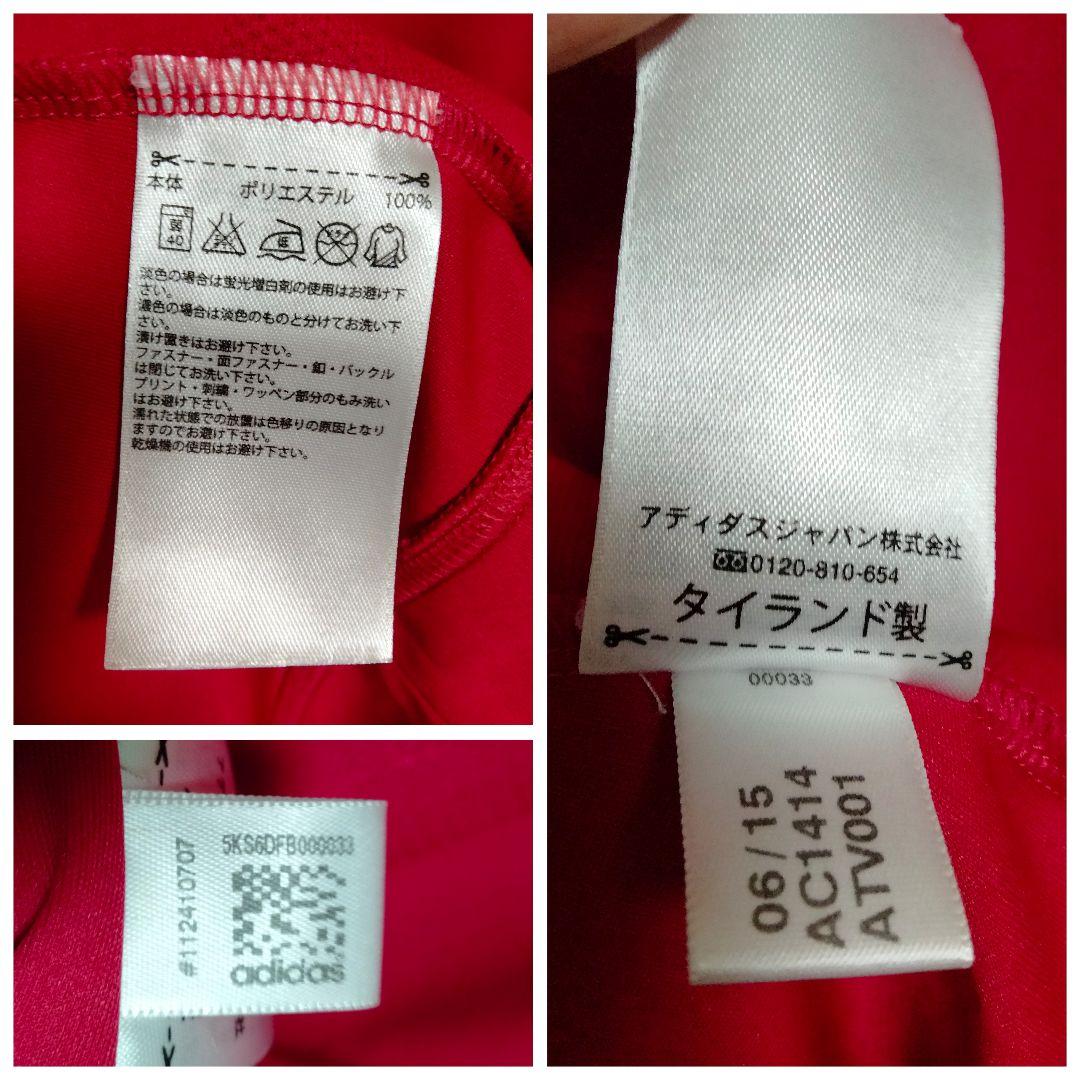 本体 ポリエステル 100%
弱 40 低 ドライ
淡色の場合は蛍光増白剤の使用はお避け下
さい。
濃色の場合は淡色のものと分けてお洗い下
さい。
漬け置きはお避け下さい。
ファスナー・面ファスナー・釦・バックル
は閉じてお洗い下さい。
プリント・刺繍・ワッペン部分のもみ洗い
はお避け下さい。
濡れた状態での放置は色移りの原因となり
ますのでお避け下さい。
乾燥機の使用はお避け下さい。
アディダスジャパン株式会社
0120-810-654
タイランド製
00033
06/15
AC1414
ATV001
#112410707
5KS6DFB000033
adidas